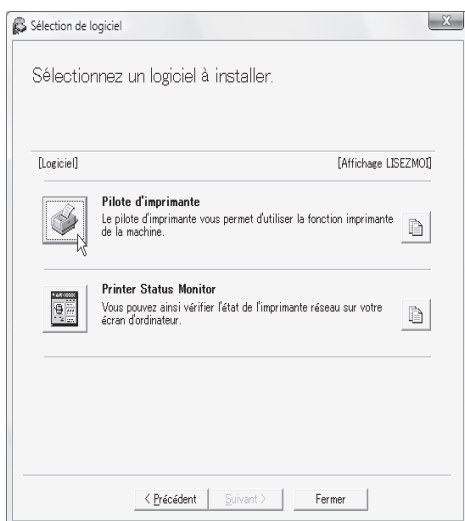 Sélection de logiciel
Sélectionnez un logiciel à installer.
[Logiciel] [Affichage LISEZMOI]
Pilote d'imprimante
Le pilote d'imprimante vous permet d'utiliser la fonction imprimante
de la machine.
Printer Status Monitor
Vous pouvez ainsi vérifier l'état de l'imprimante réseau sur votre
écran d'ordinateur.
< Précédent Suivant > Fermer